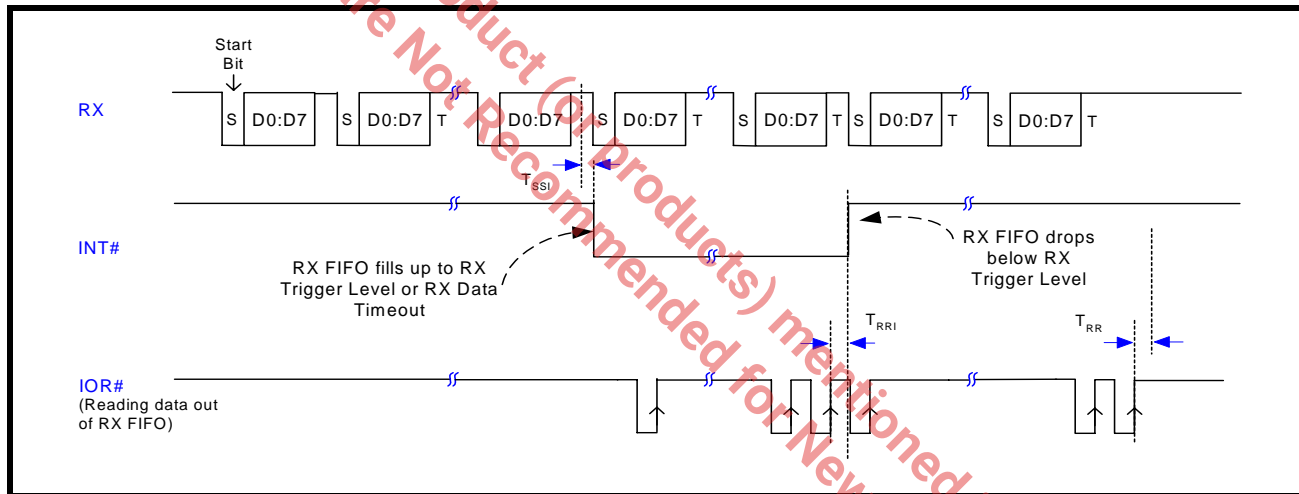 Start
Bit
RX
S D0:D7 S D0:D7 T D0:D7 S D0:D7 T S D0:D7 T S D0:D7 T S D0:D7 T
TSSI
INT#
RX FIFO fills up to RX
Trigger Level or RX Data
Timeout
RX FIFO drops
below RX
Trigger Level
TRRI
TRR
IOR#
(Reading data out
of RX FIFO)
oduct (or products) mentioned
re Not Recommended for New